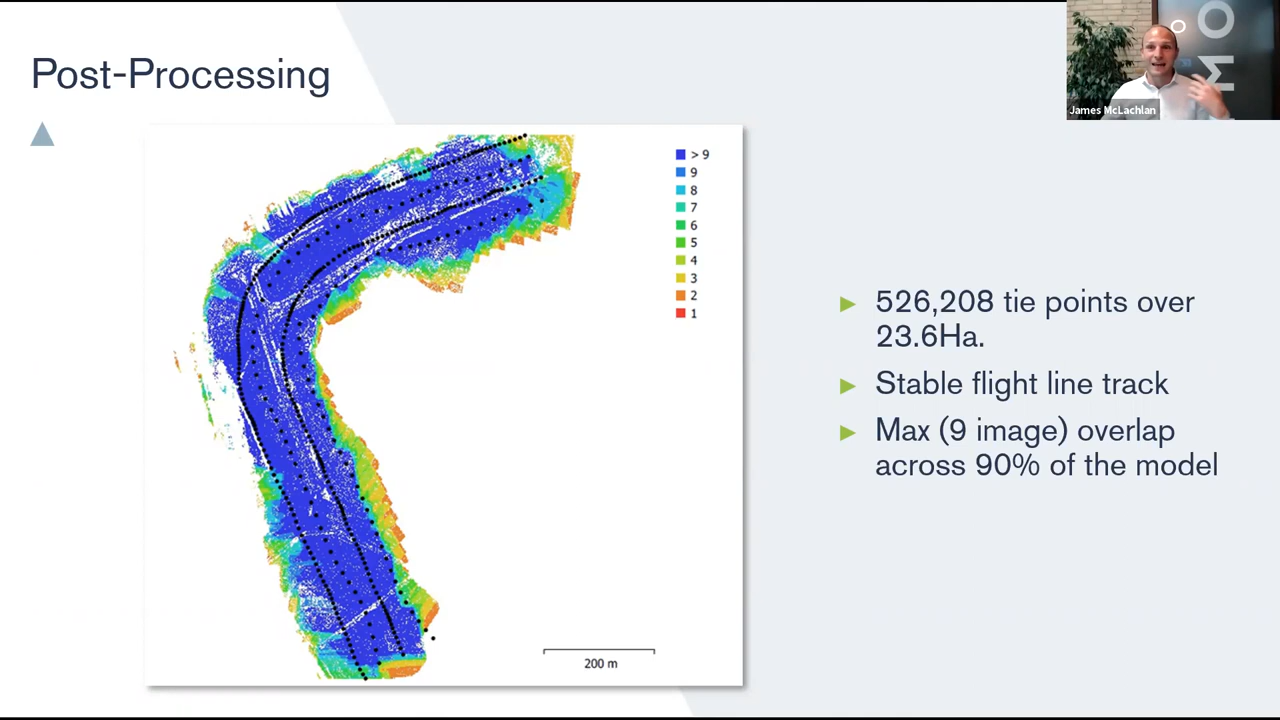 Post-Processing
James McLachlan
MO
> 9
9
8
7
6
5
4
3
2
1
526,208 tie points over
23.6Ha.
Stable flight line track
Max (9 image) overlap
across 90% of the model
200 m